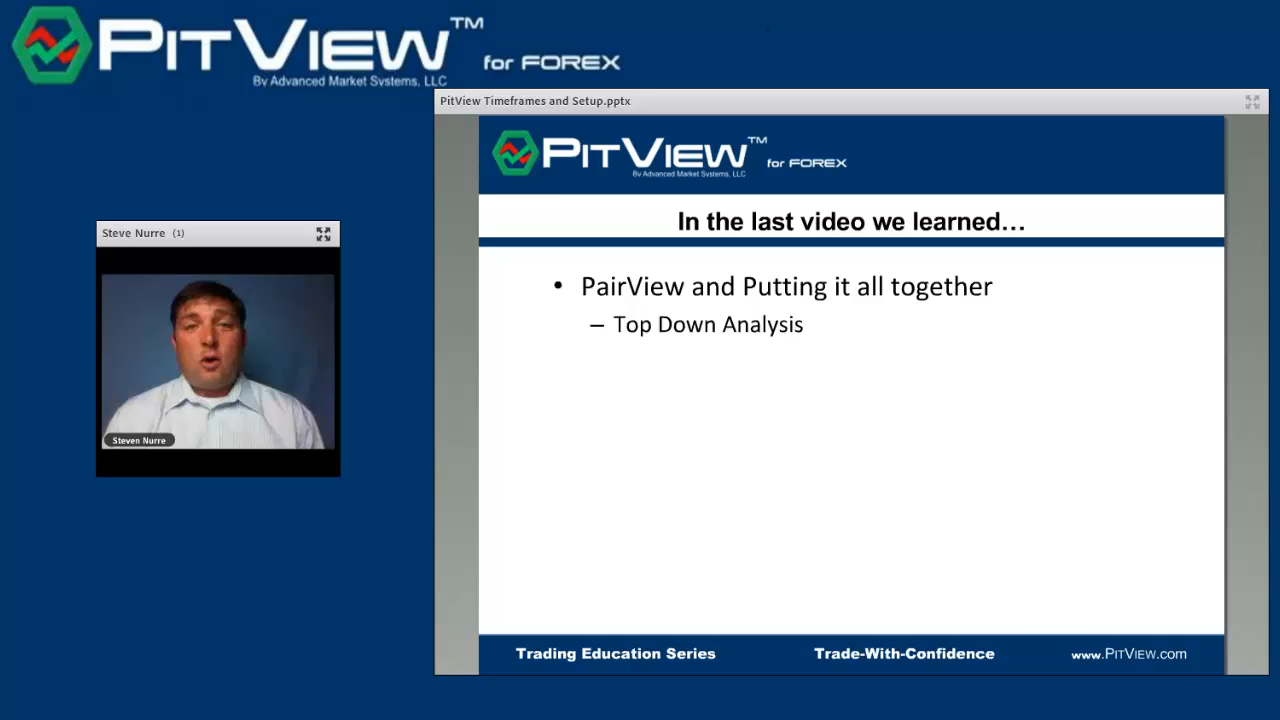 PITVIEW™ for FOREX
By Advanced Market Systems, LLC
PitView Timeframes and Setup.pptx
PITVIEW™ for FOREX
By Advanced Market Systems, LLC
In the last video we learned...
Steve Nurre (1)
• PairView and Putting it all together
– Top Down Analysis
Steven Nurre
Trading Education Series Trade-With-Confidence www.PITVIEW.com